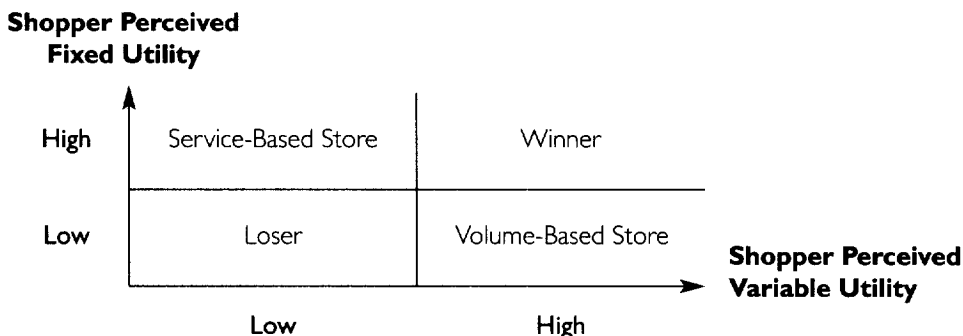 Shopper Perceived
Fixed Utility
High
Service-Based Store
Winner
Low
Loser
Volume-Based Store
Shopper Perceived
Variable Utility
Low
High